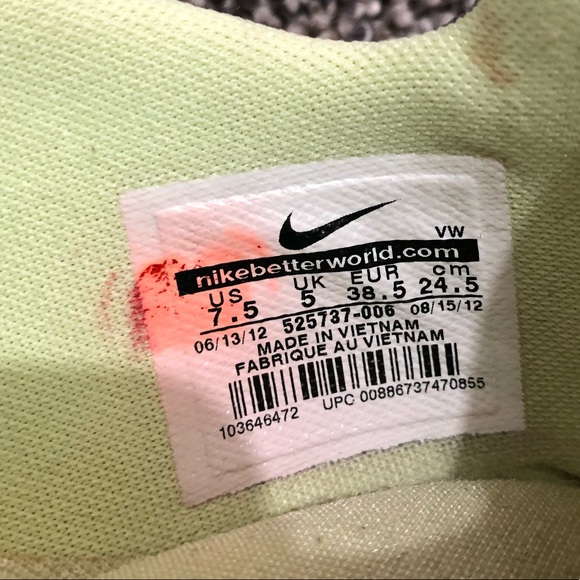 VW
nikebetterworld.com
US UK EUR cm
7.5 5 38.5 24.5
06/13/12 525737-006 08/15/12
MADE IN VIETNAM
FABRIQUE AU VIETNAM
103646472 UPC 00886737470855